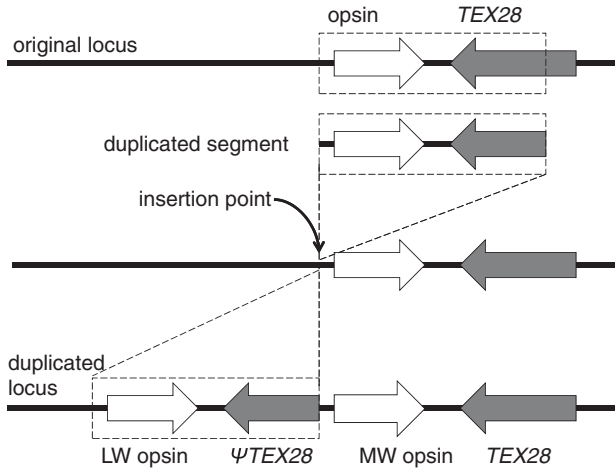 opsin TEX28
original locus
duplicated segment
insertion point
duplicated
locus
LW opsin ΨTEX28 MW opsin TEX28